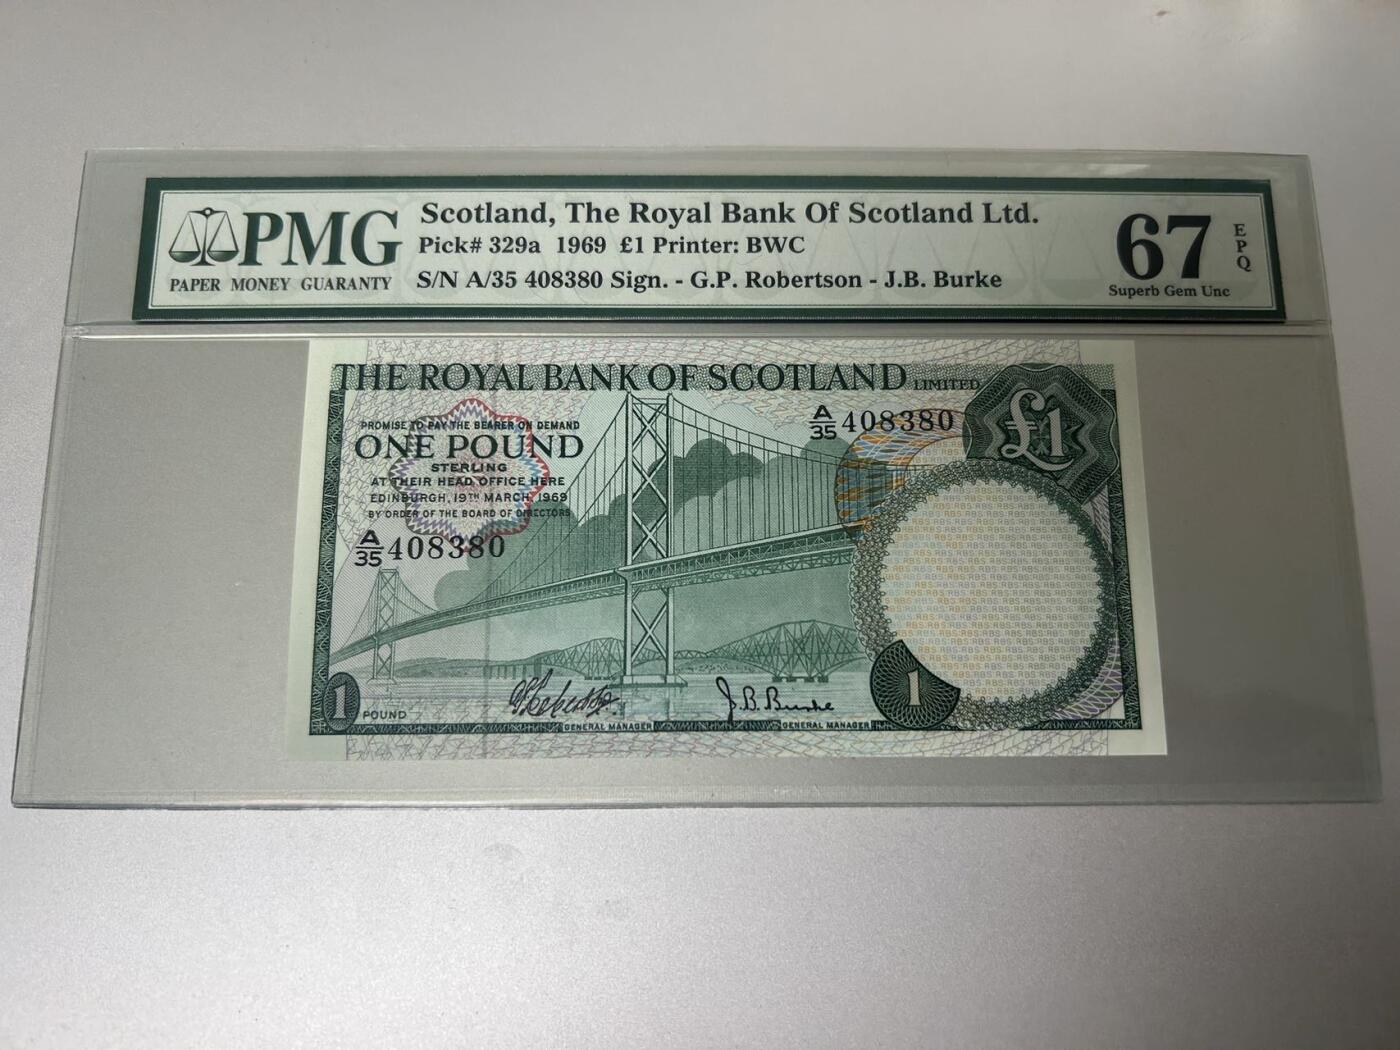 PMG
PAPER MONEY GUARANTY
Scotland, The Royal Bank Of Scotland Ltd.
Pick# 329a 1969 £1 Printer: BWC
S/N A/35 408380 Sign. - G.P. Robertson - J.B. Burke
67
EPQ
Superb Gem Unc
THE ROYAL BANK OF SCOTLAND LIMITED
£1
A/35 408380
PROMISE TO PAY THE BEARER ON DEMAND
ONE POUND
STERLING
AT THEIR HEAD OFFICE HERE
EDINBURGH, 19TH MARCH, 1969
BY ORDER OF THE BOARD OF DIRECTORS
A/35 408380
1
POUND
J. B. Burke
GENERAL MANAGER
GENERAL MANAGER
1